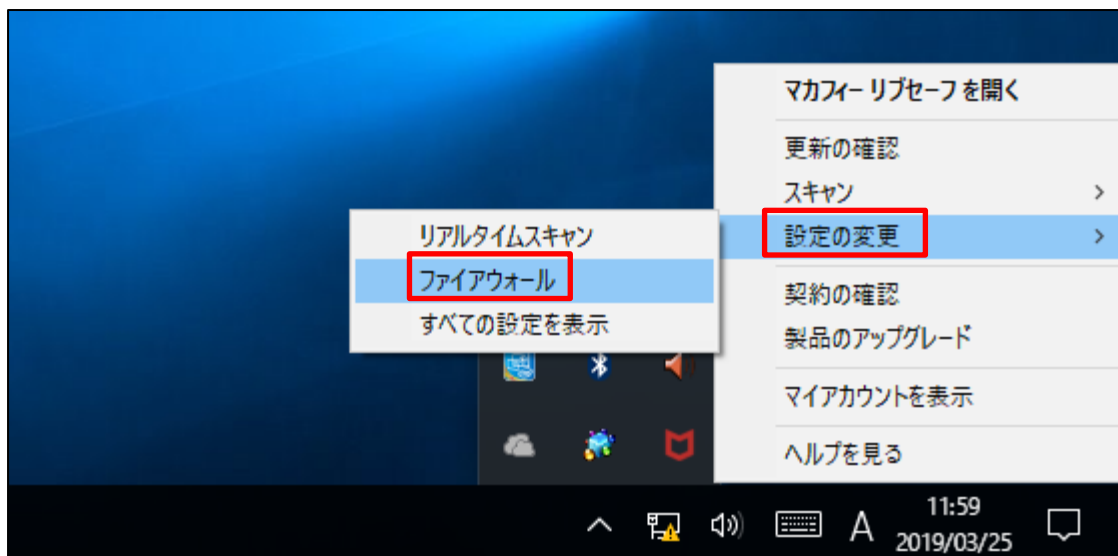 マカフィー リブセーフ を開く
更新の確認
スキャン
設定の変更
リアルタイムスキャン
ファイアウォール
すべての設定を表示
契約の確認
製品のアップグレード
マイアカウントを表示
ヘルプを見る
A
11:59
2019/03/25